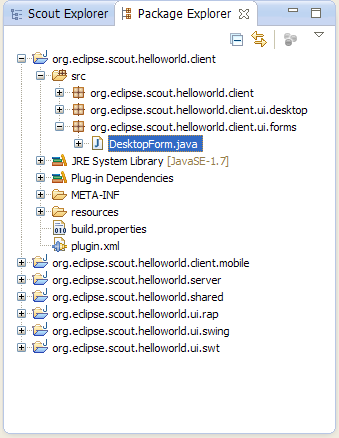 Scout Explorer Package Explorer
org.eclipse.scout.helloworld.client
src
org.eclipse.scout.helloworld.client
org.eclipse.scout.helloworld.client.ui.desktop
org.eclipse.scout.helloworld.client.ui.forms
DesktopForm.java
JRE System Library [JavaSE-1.7]
Plug-in Dependencies
META-INF
resources
build.properties
plugin.xml
org.eclipse.scout.helloworld.client.mobile
org.eclipse.scout.helloworld.server
org.eclipse.scout.helloworld.shared
org.eclipse.scout.helloworld.ui.rap
org.eclipse.scout.helloworld.ui.swing
org.eclipse.scout.helloworld.ui.swt